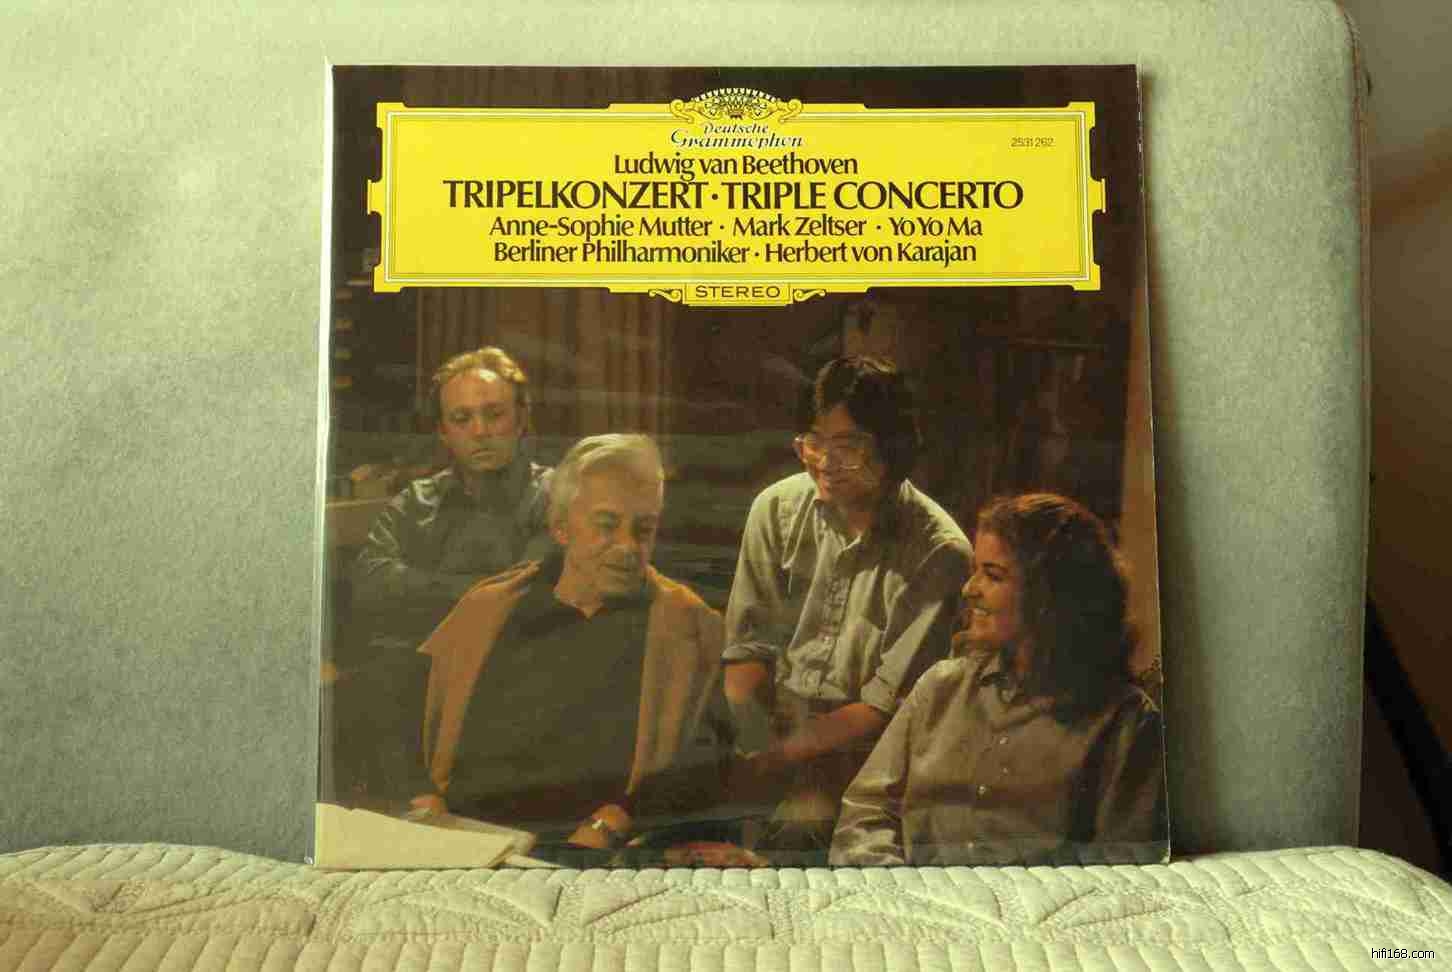 Deutsche
Grammophon
2531 262
Ludwig van Beethoven
TRIPELKONZERT · TRIPLE CONCERTO
Anne-Sophie Mutter · Mark Zeltser · Yo Yo Ma
Berliner Philharmoniker · Herbert von Karajan
STEREO
hifi168.com